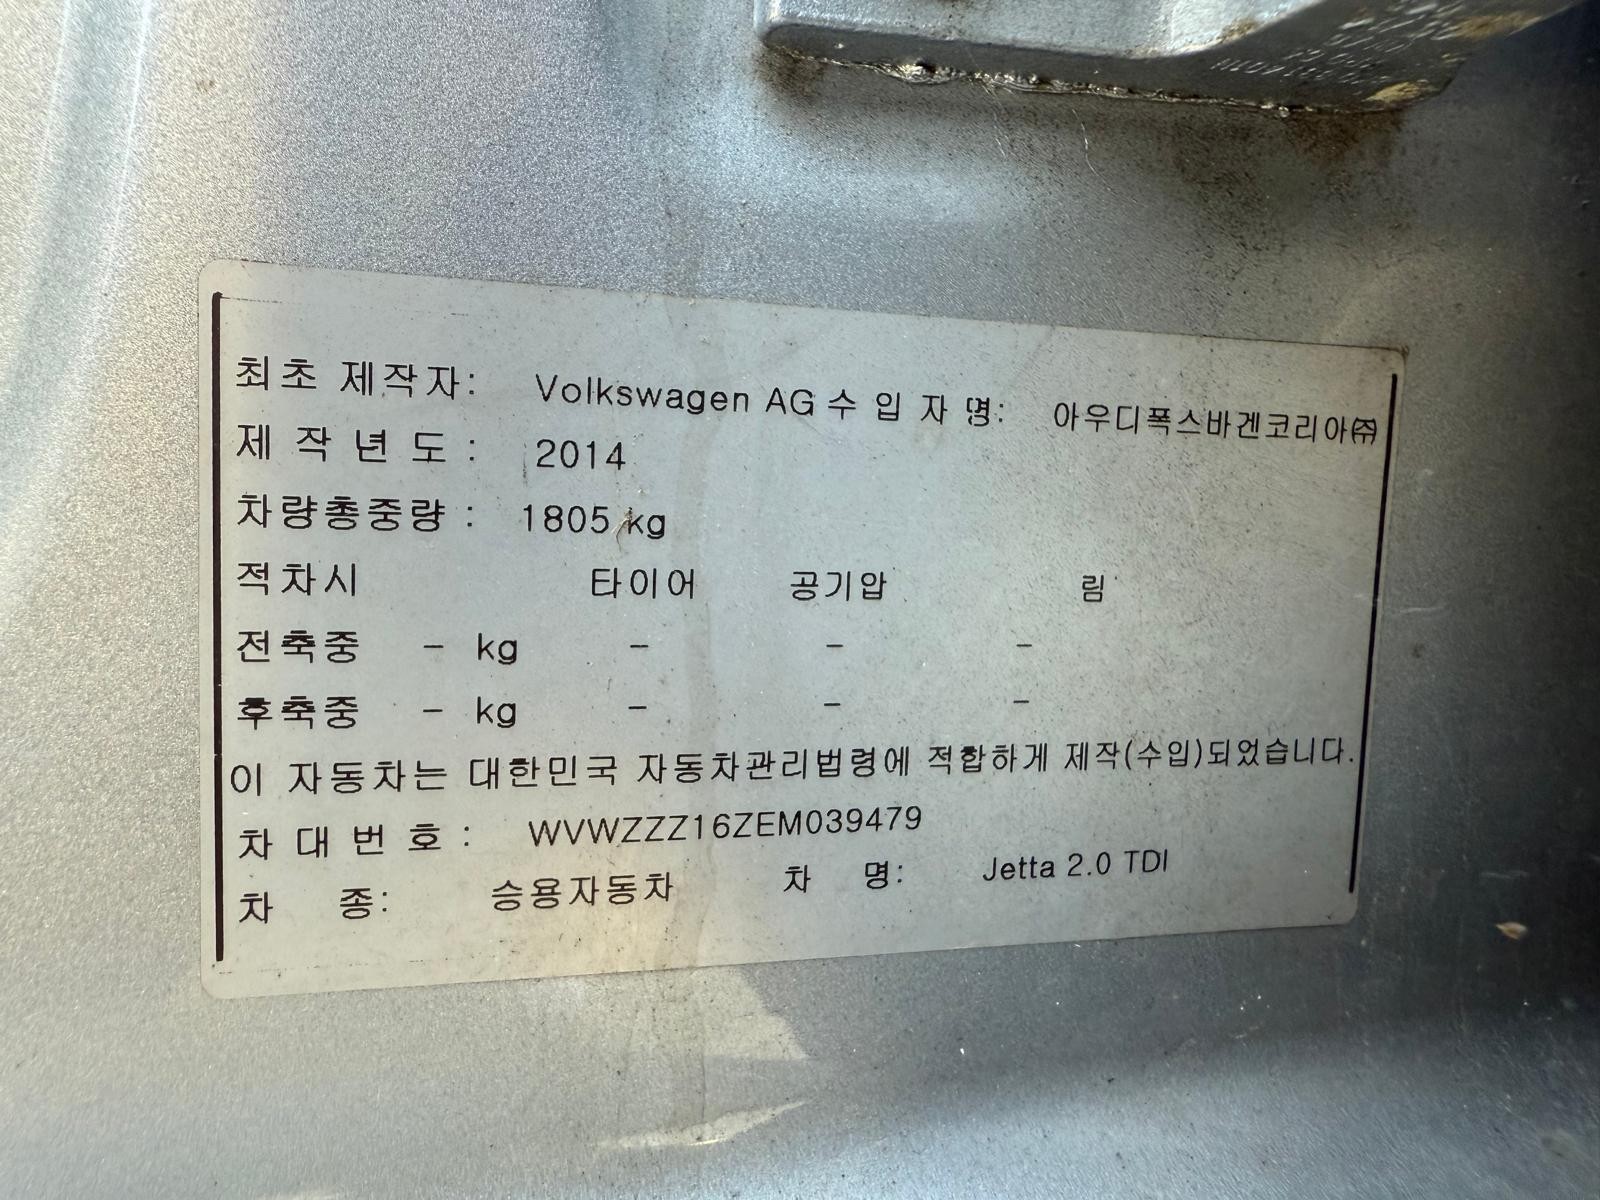 최초 제작자: Volkswagen AG 수 입 자 명: 아우디폭스바겐코리아㈜
제 작 년 도 : 2014
차량총중량 : 1805 kg
적차시 타이어 공기압 림
전축중 - kg - - -
후축중 - kg - - -
이 자동차는 대한민국 자동차관리법령에 적합하게 제작(수입)되었습니다.
차 대 번 호 : WVWZZZ16ZEM039479
차 종: 승용자동차 차 명: Jetta 2.0 TDI